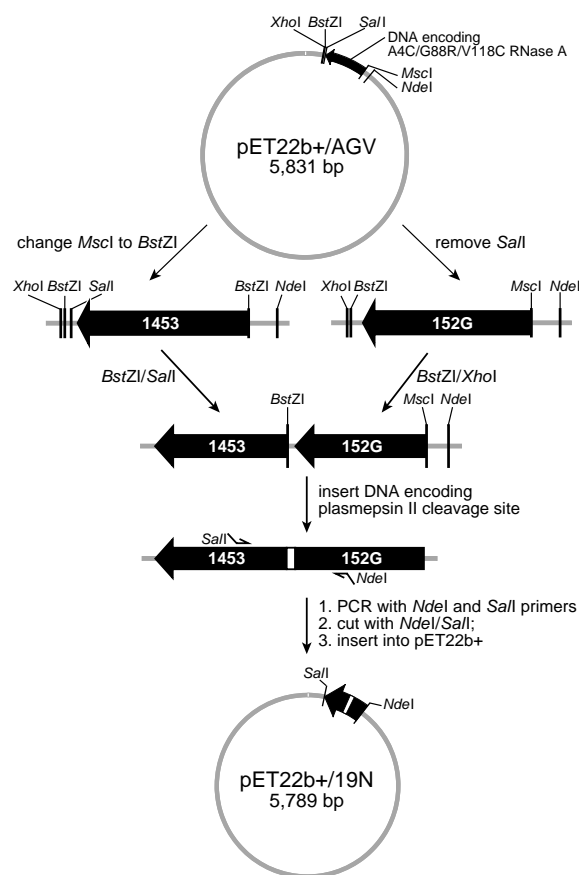 XhoI BstZI SalI
DNA encoding
A4C/G88R/V118C RNase A
MscI
NdeI
pET22b+/AGV
5,831 bp
change MscI to BstZI
remove SalI
XhoI BstZI SalI
BstZI NdeI
1453
XhoI BstZI
MscI NdeI
152G
BstZI/SalI
BstZI/XhoI
BstZI
MscI NdeI
1453 152G
insert DNA encoding
plasmepsin II cleavage site
SalI
1453 152G
NdeI
1. PCR with NdeI and SalI primers
2. cut with NdeI/SalI;
3. insert into pET22b+
SalI
NdeI
pET22b+/19N
5,789 bp